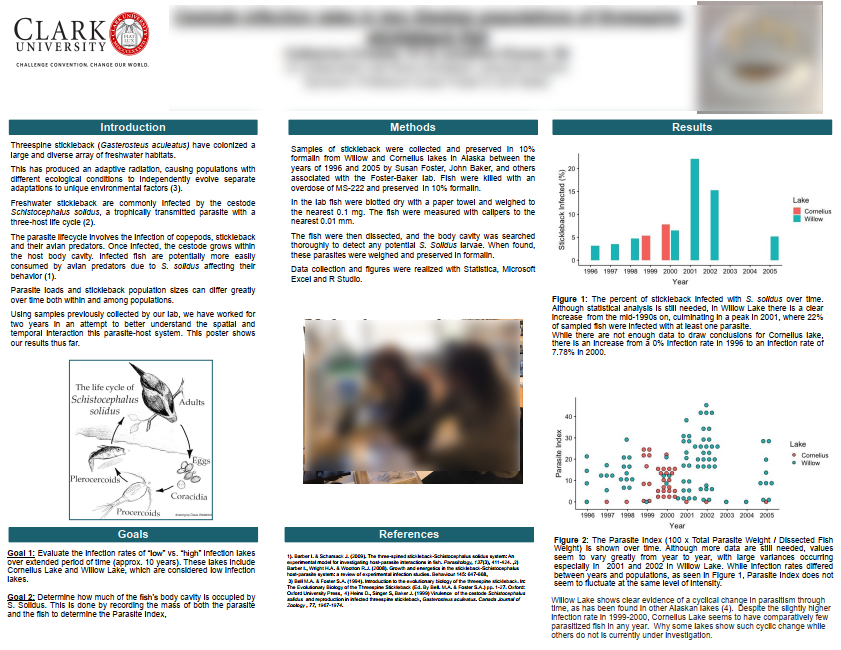 CLARK
UNIVERSITY
CHALLENGE CONVENTION. CHANGE OUR WORLD.
Introduction
Threespine stickleback (Gasterosteus aculeatus) have colonized a
large and diverse array of freshwater habitats.
This has produced an adaptive radiation, causing populations with
different ecological conditions to independently evolve separate
adaptations to unique environmental factors (3).
Freshwater stickleback are commonly infected by the cestode
Schistocephalus solidus, a trophically transmitted parasite with a
three-host life cycle (2).
The parasite lifecycle involves the infection of copepods, stickleback
and their avian predators. Once infected, the cestode grows within
the host body cavity. Infected fish are potentially more easily
consumed by avian predators due to S. solidus affecting their
behavior (1).
Parasite loads and stickleback population sizes can differ greatly
over time both within and among populations.
Using samples previously collected by our lab, we have worked for
two years in an attempt to better understand the spatial and
temporal interaction this parasite-host system. This poster shows
our results thus far.
The life cycle of
Schistocephalus
solidus
Adults
Eggs
Coracidia
Procercoids
Plerocercoids
Goals
Goal 1: Evaluate the infection rates of "low" vs. "high" infection lakes
over extended period of time (approx. 10 years). These lakes include
Cornelius Lake and Willow Lake, which are considered low infection
lakes.
Goal 2: Determine how much of the fish's body cavity is occupied by
S. Solidus. This is done by recording the mass of both the parasite
and the fish to determine the Parasite Index,
Methods
Samples of stickleback were collected and preserved in 10%
formalin from Willow and Cornelius lakes in Alaska between the
years of 1996 and 2005 by Susan Foster, John Baker, and others
associated with the Foster-Baker lab. Fish were killed with an
overdose of MS-222 and preserved in 10% formalin.
In the lab fish were blotted dry with a paper towel and weighed to
the nearest 0.1 mg. The fish were measured with calipers to the
nearest 0.01 mm.
The fish were then dissected, and the body cavity was searched
thoroughly to detect any potential S. Solidus larvae. When found,
these parasites were weighed and preserved in formalin.
Data collection and figures were realized with Statistica, Microsoft
Excel and R Studio.
References
1). Barber I. & Scharsack J. (2009). The three-spined stickleback-Schistocephalus solidus system: An
experimental model for investigating host-parasite interactions in fish. Parasitology, 137(3), 411-424. 2)
Barber I., Wright H.A. & Wootton R.J. (2008). Growth and energetics in the stickleback-Schistocephalus
host-parasite system: a review of experimental infection studies. Behaviour 145: 647-668,
3) Bell M.A. & Foster S.A. (1994). Introduction to the evolutionary biology of the threespine stickleback. In:
The Evolutionary Biology of the Threespine Stickleback (Ed. By Bell, M.A. & Foster S.A.) pp. 1-27. Oxford:
Oxford University Press, 4) Heins D., Singer S, Baker J. (1999) Virulence of the cestode Schistocephalus
solidus and reproduction in infected threespine stickleback, Gasterosteus aculeatus. Canada Journal of
Zoology , 77, 1967-1974.
Results
Stickleback Infected (%)
20
15
10
5
0
1996 1997 1998 1999 2000 2001 2002 2003 2004 2005
Year
Lake
Cornelius
Willow
Figure 1: The percent of stickleback infected with S. solidus over time.
Although statistical analysis is still needed, in Willow Lake there is a clear
increase from the mid-1990s on, culminating in a peak in 2001, where 22%
of sampled fish were infected with at least one parasite.
While there are not enough data to draw conclusions for Cornelius lake,
there is an increase from a 0% infection rate in 1996 to an infection rate of
7.78% in 2000.
Parasite Index
40
30
20
10
0
1996 1997 1998 1999 2000 2001 2002 2003 2004 2005
Year
Lake
Cornelius
Willow
Figure 2: The Parasite Index (100 x Total Parasite Weight / Dissected Fish
Weight) is shown over time. Although more data are still needed, values
seem to vary greatly from year to year, with large variances occurring
especially in 2001 and 2002 in Willow Lake. While infection rates differed
between years and populations, as seen in Figure 1, Parasite Index does not
seem to fluctuate at the same level of intensity.
Willow Lake shows clear evidence of a cyclical change in parasitism through
time, as has been found in other Alaskan lakes (4). Despite the slightly higher
infection rate in 1999-2000, Cornelius Lake seems to have comparatively few
parasitized fish in any year. Why some lakes show such cyclic change while
others do not is currently under investigation.